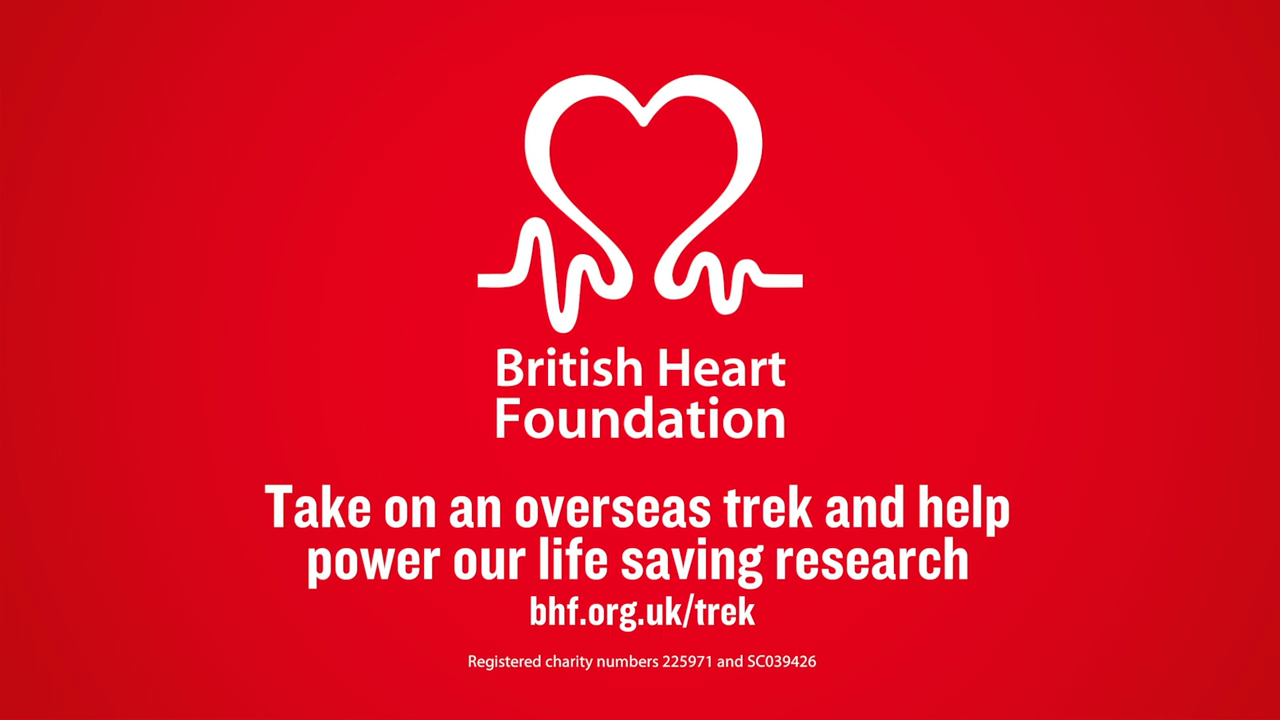 British Heart
Foundation
Take on an overseas trek and help
power our life saving research
bhf.org.uk/trek
Registered charity numbers 225971 and SC039426